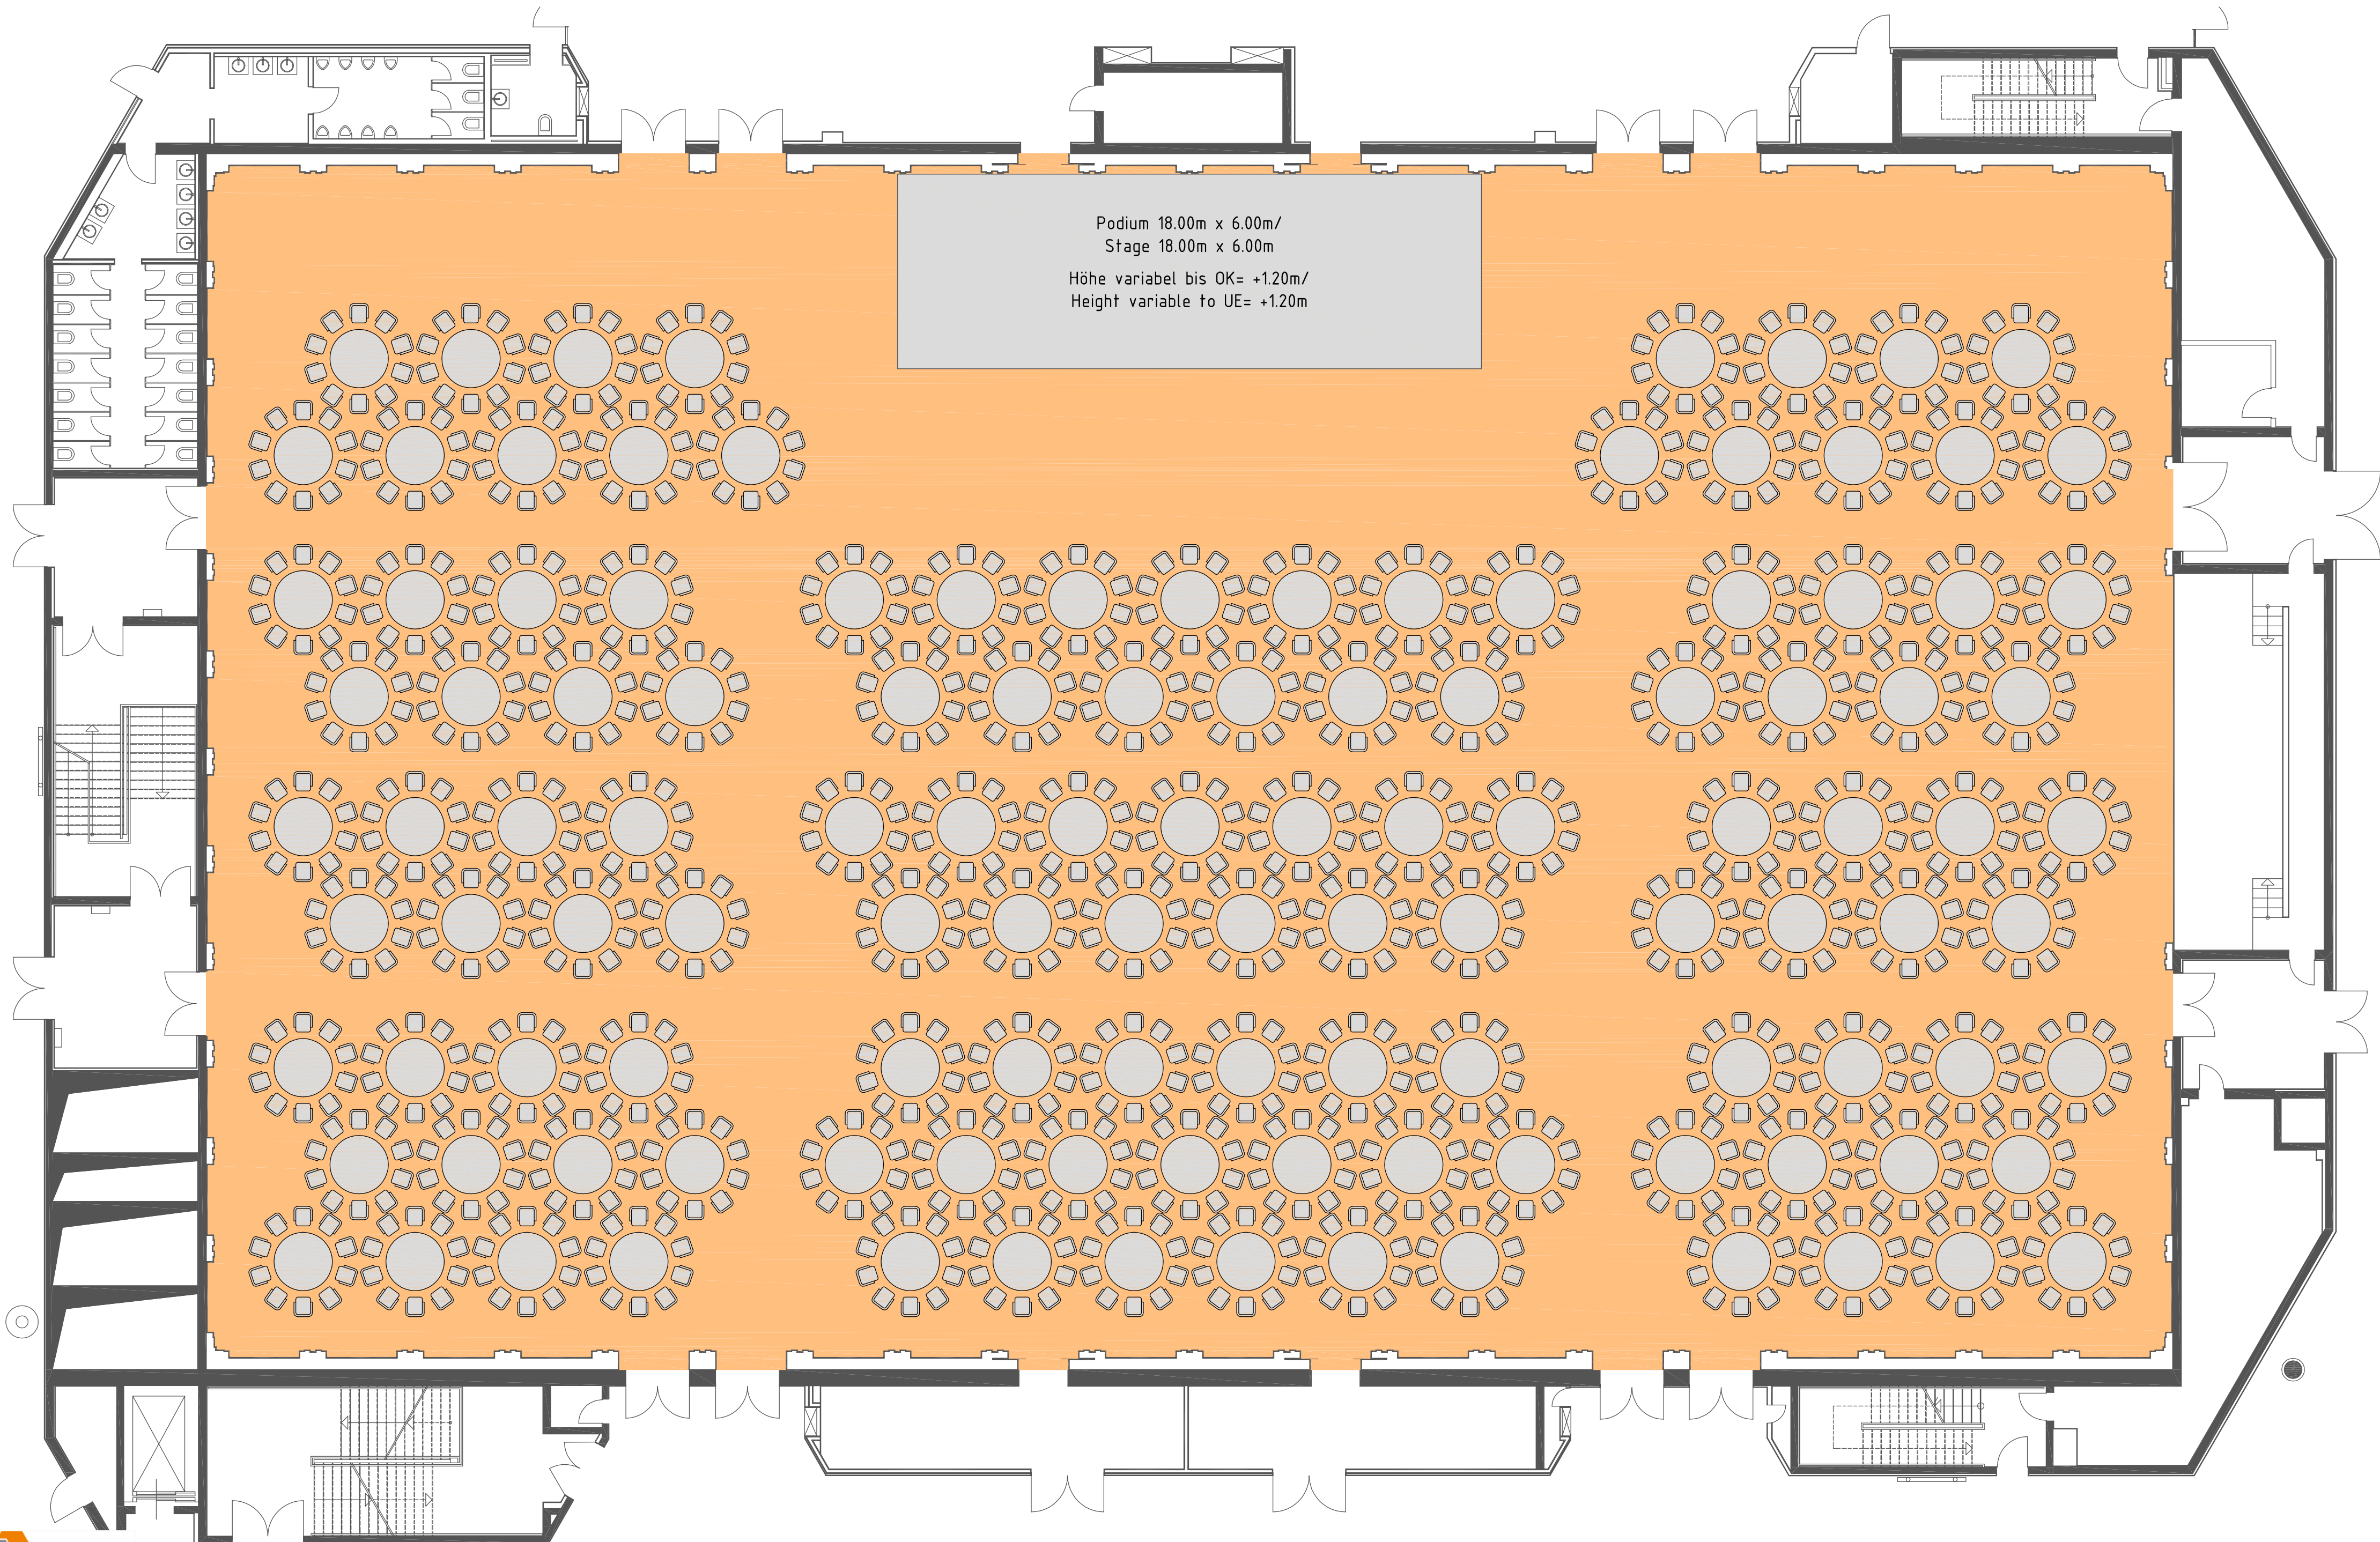 Podium 18.00m x 6.00m/
Stage 18.00m x 6.00m
Höhe variabel bis OK= +1.20m/
Height variable to UE= +1.20m